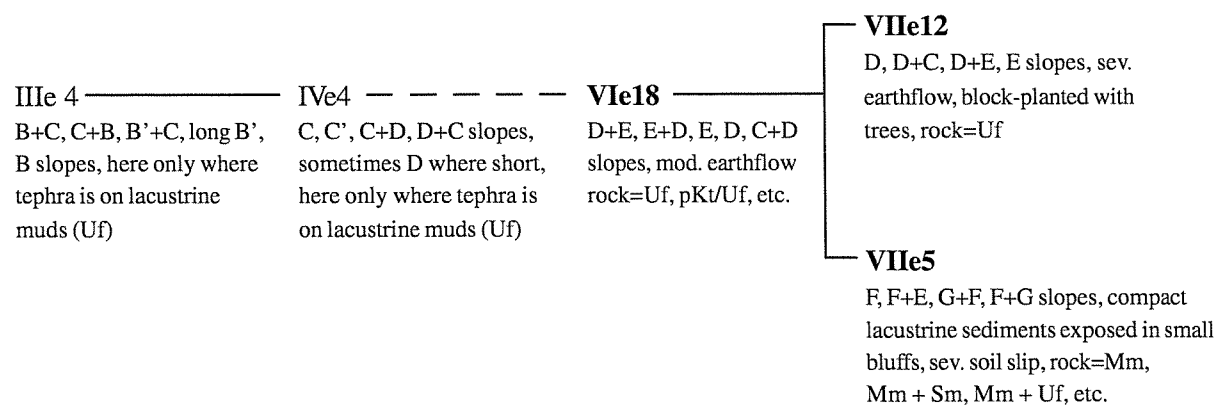 IIIe 4
B+C, C+B, B'+C, long B',
B slopes, here only where
tephra is on lacustrine
muds (Uf)
IVe4
C, C', C+D, D+C slopes,
sometimes D where short,
here only where tephra is
on lacustrine muds (Uf)
VIe18
D+E, E+D, E, D, C+D
slopes, mod. earthflow
rock=Uf, pKt/Uf, etc.
VIIe12
D, D+C, D+E, E slopes, sev.
earthflow, block-planted with
trees, rock=Uf
VIIe5
F, F+E, G+F, F+G slopes, compact
lacustrine sediments exposed in small
bluffs, sev. soil slip, rock=Mm,
Mm + Sm, Mm + Uf, etc.